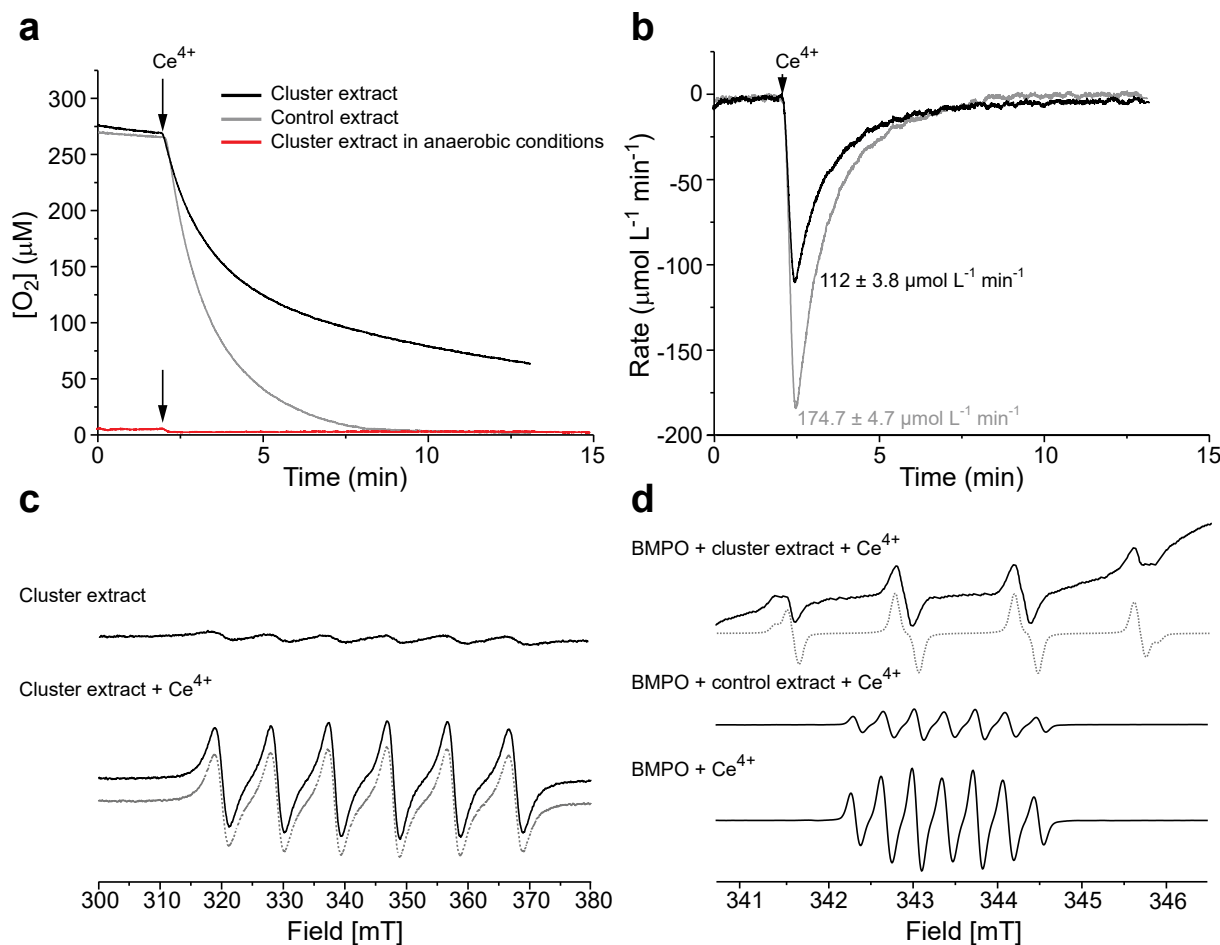 a
Ce4+
[O2] (µM)
300
250
200
150
100
50
0
Cluster extract
Control extract
Cluster extract in anaerobic conditions
0 5 10 15
Time (min)
b
Ce4+
Rate (µmol L-1 min-1)
0
-50
-100
-150
-200
112 ± 3.8 µmol L-1 min-1
174.7 ± 4.7 µmol L-1 min-1
0 5 10 15
Time (min)
c
Cluster extract
Cluster extract + Ce4+
300 310 320 330 340 350 360 370 380
Field [mT]
d
BMPO + cluster extract + Ce4+
BMPO + control extract + Ce4+
BMPO + Ce4+
341 342 343 344 345 346
Field [mT]